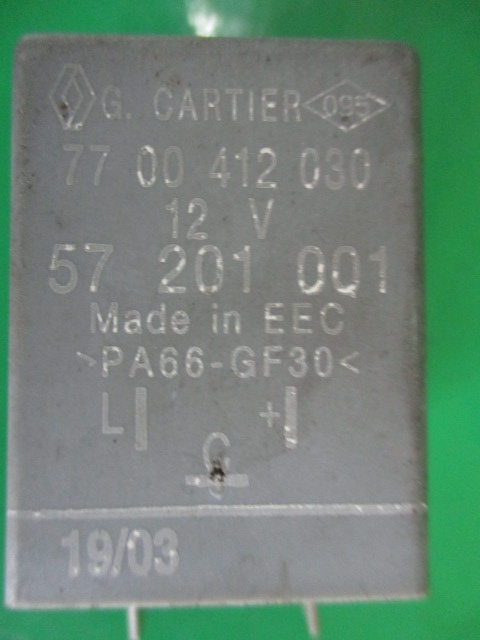 G. CARTIER 095
77 00 412 030
12 V
57 201 001
Made in EEC
>PA66-GF30<
L +
C
19/03